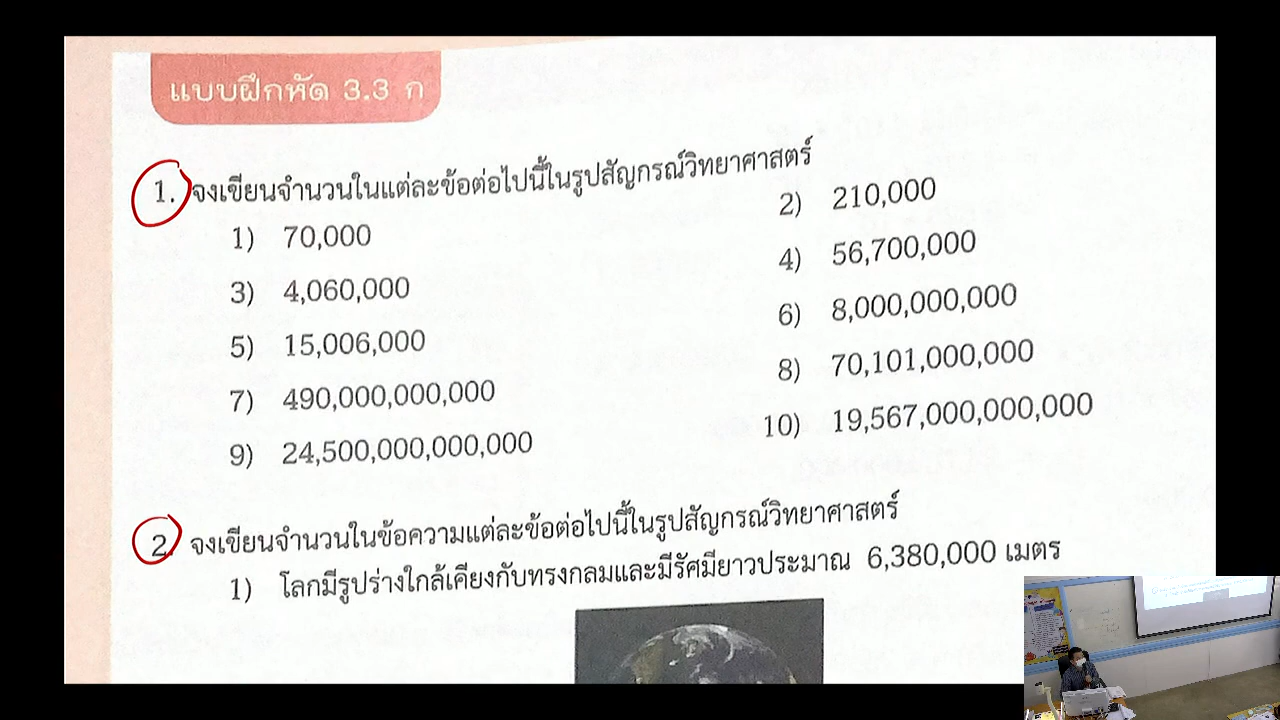 แบบฝึกหัด 3.3 ก
1. จงเขียนจำนวนในแต่ละข้อต่อไปนี้ในรูปสัญกรณ์วิทยาศาสตร์
1) 70,000
2) 210,000
3) 4,060,000
4) 56,700,000
5) 15,006,000
6) 8,000,000,000
7) 490,000,000,000
8) 70,101,000,000
9) 24,500,000,000,000
10) 19,567,000,000,000
2. จงเขียนจำนวนในข้อความแต่ละข้อต่อไปนี้ในรูปสัญกรณ์วิทยาศาสตร์
1) โลกมีรูปร่างใกล้เคียงกับทรงกลมและมีรัศมียาวประมาณ 6,380,000 เมตร